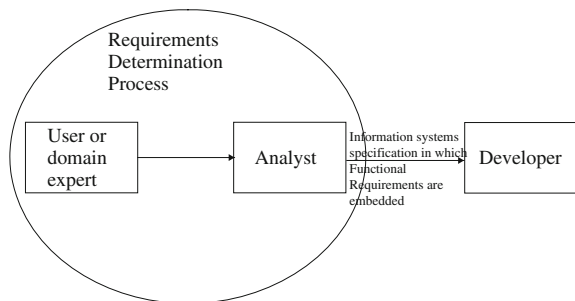 Requirements
Determination
Process
User or
domain
expert
Analyst
Information systems
specification in which
Functional
Requirements are
embedded
Developer